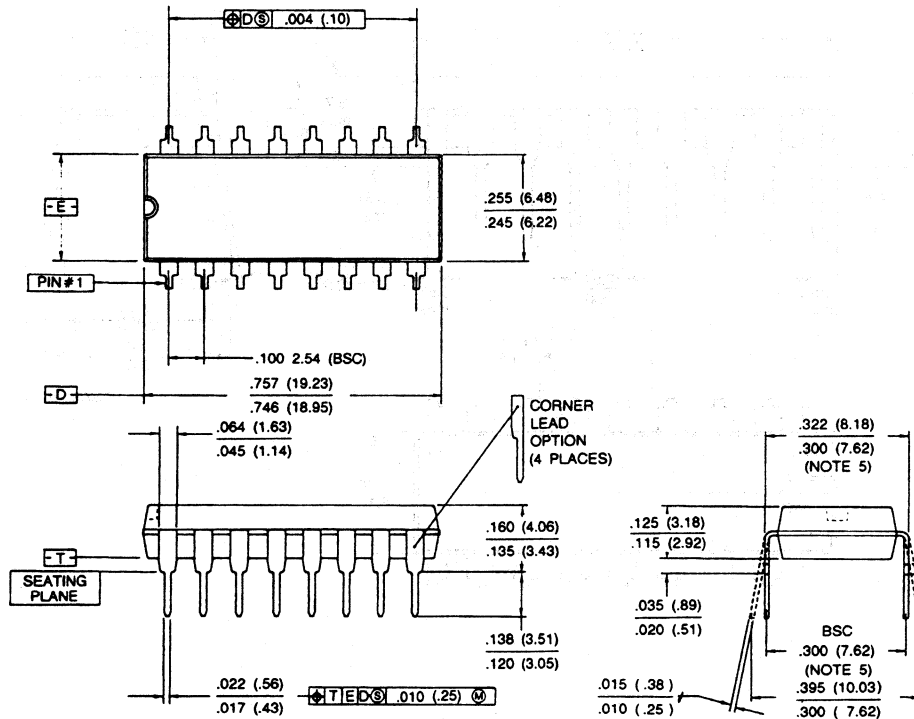 ⌖ D Ⓢ .004 (.10)
-E-
.255 (6.48)
.245 (6.22)
PIN #1
.100 2.54 (BSC)
-D-
.757 (19.23)
.746 (18.95)
.064 (1.63)
.045 (1.14)
CORNER
LEAD
OPTION
(4 PLACES)
.322 (8.18)
.300 (7.62)
(NOTE 5)
.160 (4.06)
.135 (3.43)
.125 (3.18)
.115 (2.92)
T
SEATING
PLANE
.035 (.89)
.020 (.51)
.138 (3.51)
.120 (3.05)
BSC
.300 (7.62)
(NOTE 5)
.022 (.56)
.017 (.43)
⌖ T E D Ⓢ .010 (.25) Ⓜ
.015 (.38)
.010 (.25)
.395 (10.03)
.300 ( 7.62)